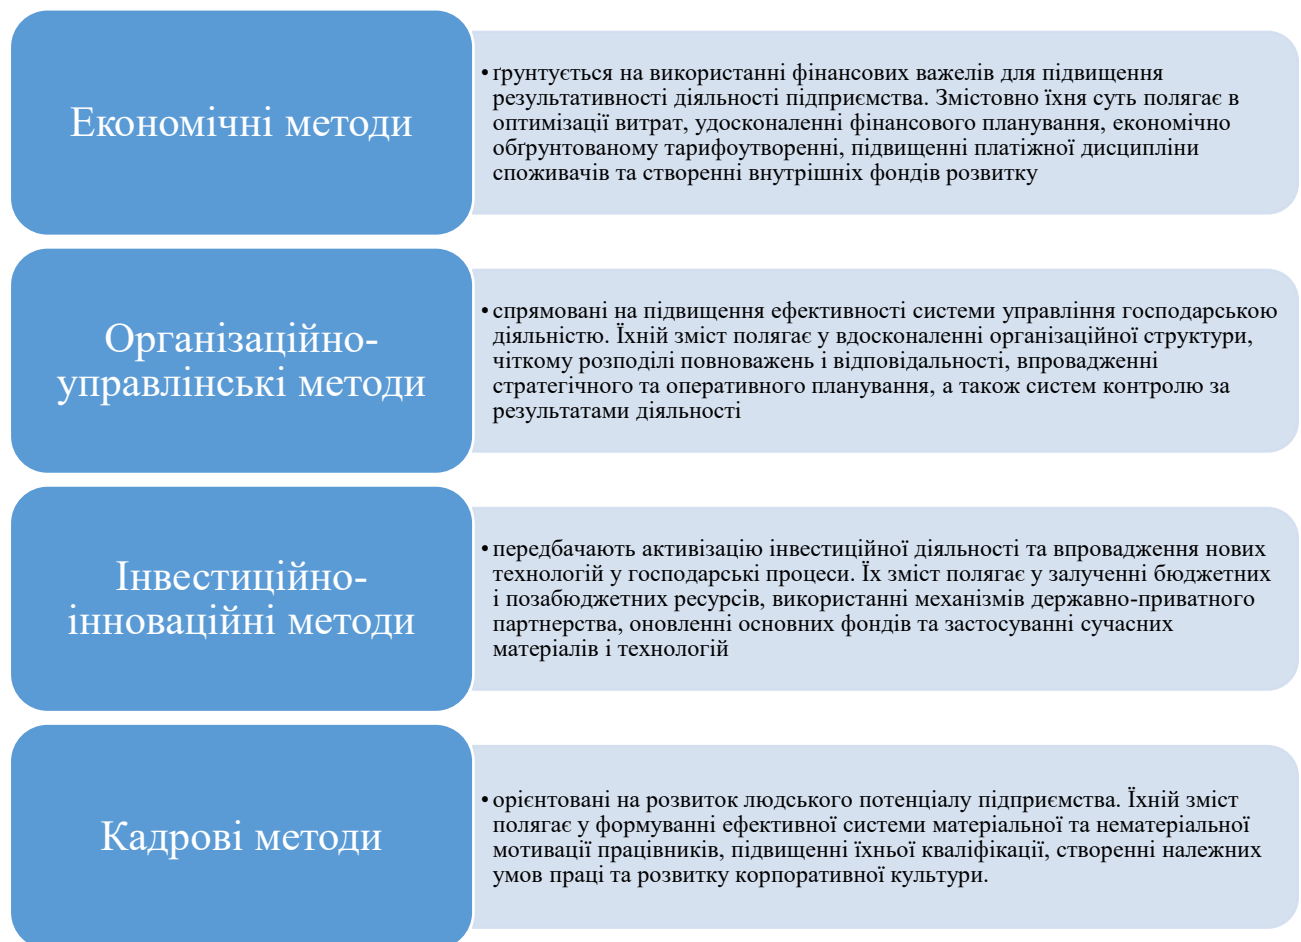 Економічні методи
• ґрунтується на використанні фінансових важелів для підвищення
результативності діяльності підприємства. Змістовно їхня суть полягає в
оптимізації витрат, удосконаленні фінансового планування, економічно
обґрунтованому тарифоутворенні, підвищенні платіжної дисципліни
споживачів та створенні внутрішніх фондів розвитку
Організаційно-
управлінські методи
• спрямовані на підвищення ефективності системи управління господарською
діяльністю. Їхній зміст полягає у вдосконаленні організаційної структури,
чіткому розподілі повноважень і відповідальності, впровадженні
стратегічного та оперативного планування, а також систем контролю за
результатами діяльності
Інвестиційно-
інноваційні методи
• передбачають активізацію інвестиційної діяльності та впровадження нових
технологій у господарські процеси. Їх зміст полягає у залученні бюджетних
і позабюджетних ресурсів, використанні механізмів державно-приватного
партнерства, оновленні основних фондів та застосуванні сучасних
матеріалів і технологій
Кадрові методи
• орієнтовані на розвиток людського потенціалу підприємства. Їхній зміст
полягає у формуванні ефективної системи матеріальної та нематеріальної
мотивації працівників, підвищенні їхньої кваліфікації, створенні належних
умов праці та розвитку корпоративної культури.